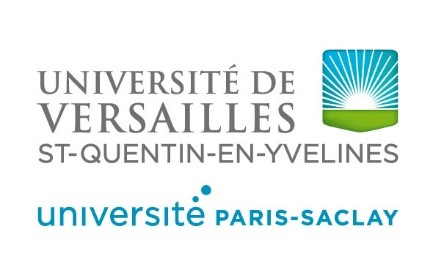 UNIVERSITÉ DE
VERSAILLES
ST-QUENTIN-EN-YVELINES
université PARIS-SACLAY